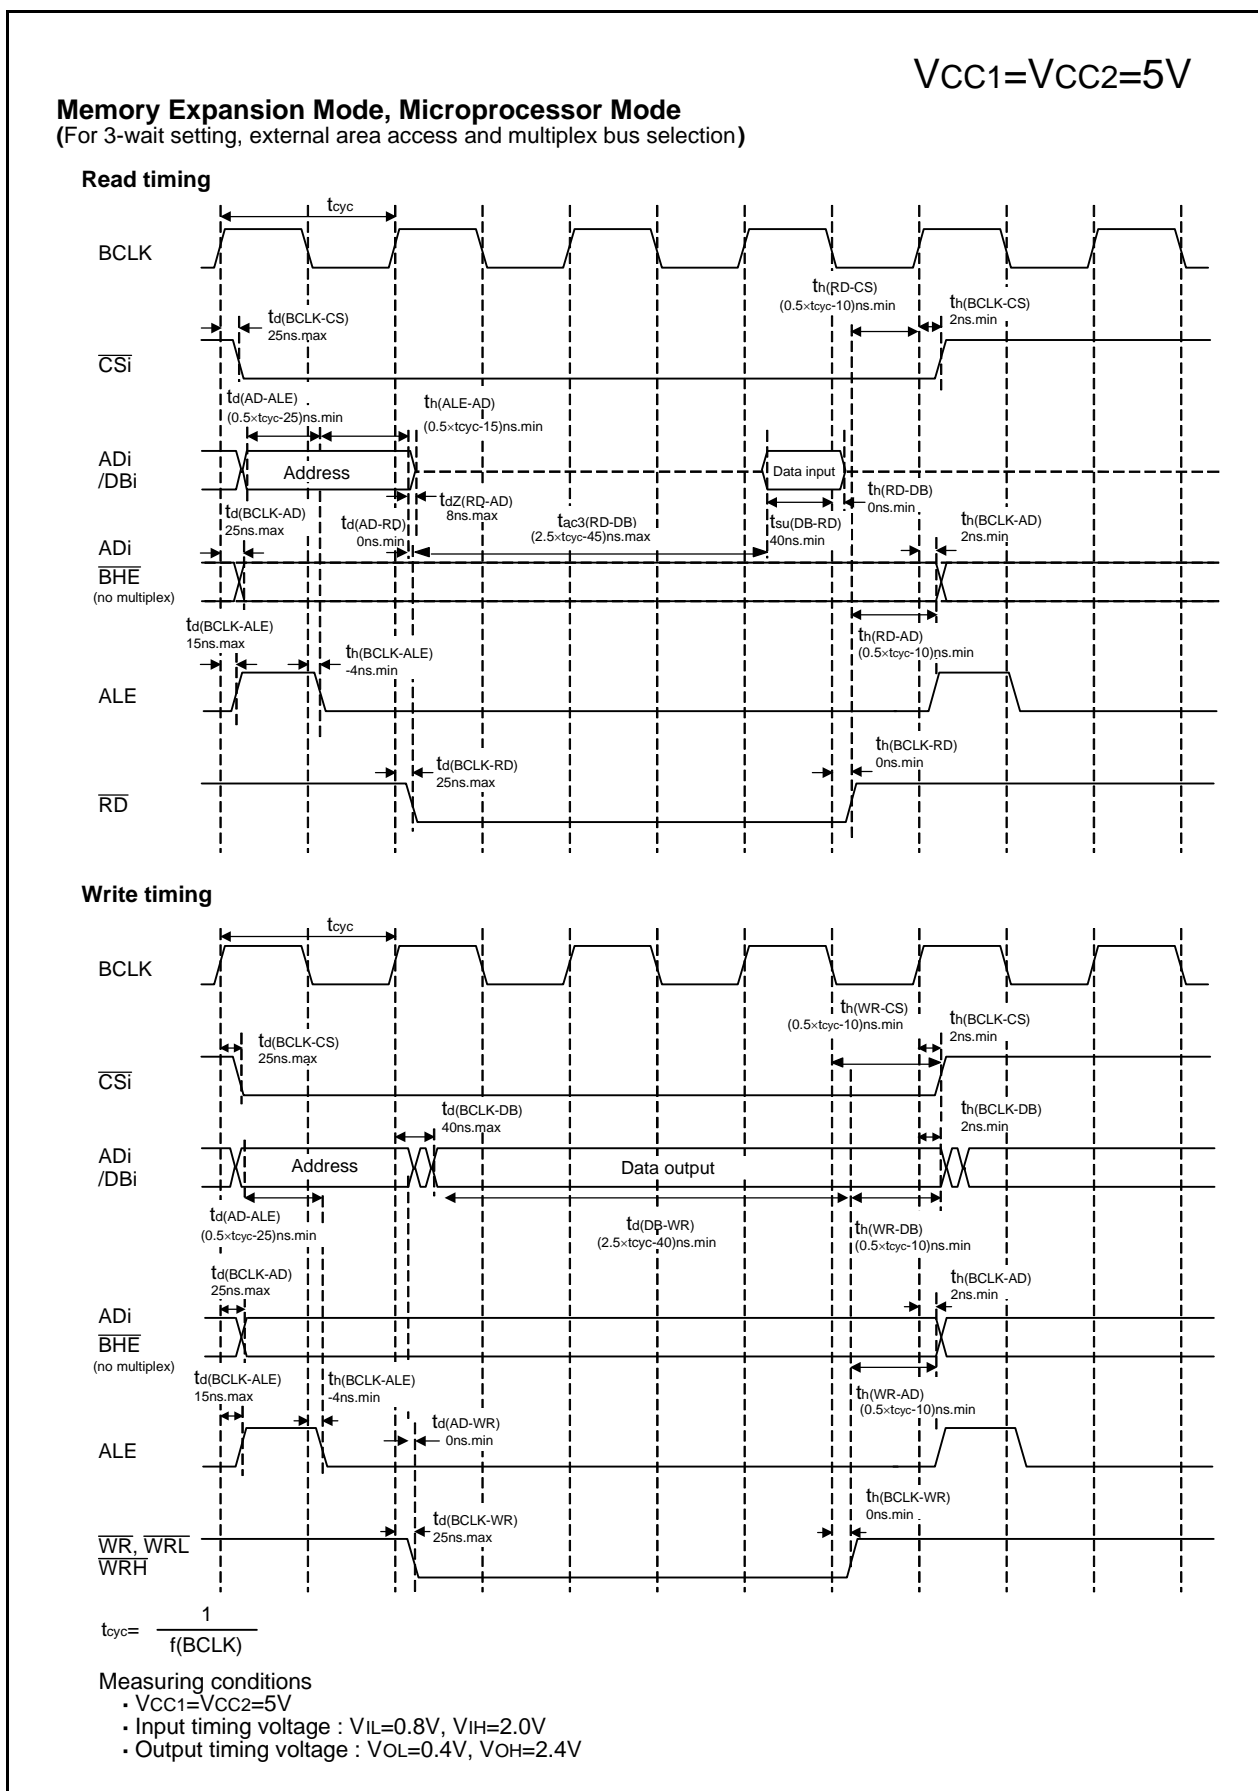 VCC1=VCC2=5V
Memory Expansion Mode, Microprocessor Mode
(For 3-wait setting, external area access and multiplex bus selection)
Read timing
tcyc
BCLK
th(RD-CS)
(0.5×tcyc-10)ns.min
th(BCLK-CS)
2ns.min
td(BCLK-CS)
25ns.max
CSi
td(AD-ALE)
(0.5×tcyc-25)ns.min
th(ALE-AD)
(0.5×tcyc-15)ns.min
ADi
/DBi
Address
Data input
td(BCLK-AD)
25ns.max
td(AD-RD)
0ns.min
tdZ(RD-AD)
8ns.max
tac3(RD-DB)
(2.5×tcyc-45)ns.max
tsu(DB-RD)
40ns.min
th(RD-DB)
0ns.min
th(BCLK-AD)
2ns.min
ADi
BHE
(no multiplex)
td(BCLK-ALE)
15ns.max
th(BCLK-ALE)
-4ns.min
th(RD-AD)
(0.5×tcyc-10)ns.min
ALE
td(BCLK-RD)
25ns.max
th(BCLK-RD)
0ns.min
RD
Write timing
tcyc
BCLK
th(WR-CS)
(0.5×tcyc-10)ns.min
th(BCLK-CS)
2ns.min
td(BCLK-CS)
25ns.max
CSi
td(BCLK-DB)
40ns.max
th(BCLK-DB)
2ns.min
ADi
/DBi
Address
Data output
td(AD-ALE)
(0.5×tcyc-25)ns.min
td(DB-WR)
(2.5×tcyc-40)ns.min
th(WR-DB)
(0.5×tcyc-10)ns.min
td(BCLK-AD)
25ns.max
th(BCLK-AD)
2ns.min
ADi
BHE
(no multiplex)
td(BCLK-ALE)
15ns.max
th(BCLK-ALE)
-4ns.min
th(WR-AD)
(0.5×tcyc-10)ns.min
td(AD-WR)
0ns.min
ALE
td(BCLK-WR)
25ns.max
th(BCLK-WR)
0ns.min
WR, WRL
WRH
tcyc=
1
f(BCLK)
Measuring conditions
· VCC1=VCC2=5V
· Input timing voltage : VIL=0.8V, VIH=2.0V
· Output timing voltage : VOL=0.4V, VOH=2.4V